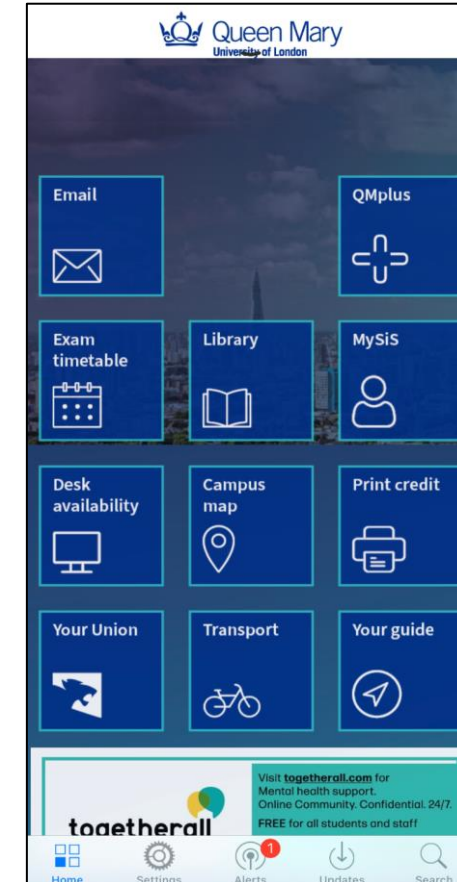 Queen Mary
University of London
Email
QMplus
Exam
timetable
Library
MySiS
Desk
availability
Campus
map
Print credit
Your Union
Transport
Your guide
togetherall
Visit togetherall.com for
Mental health support.
Online Community. Confidential. 24/7.
FREE for all students and staff
1
Home
Settings
Alerts
Updates
Search